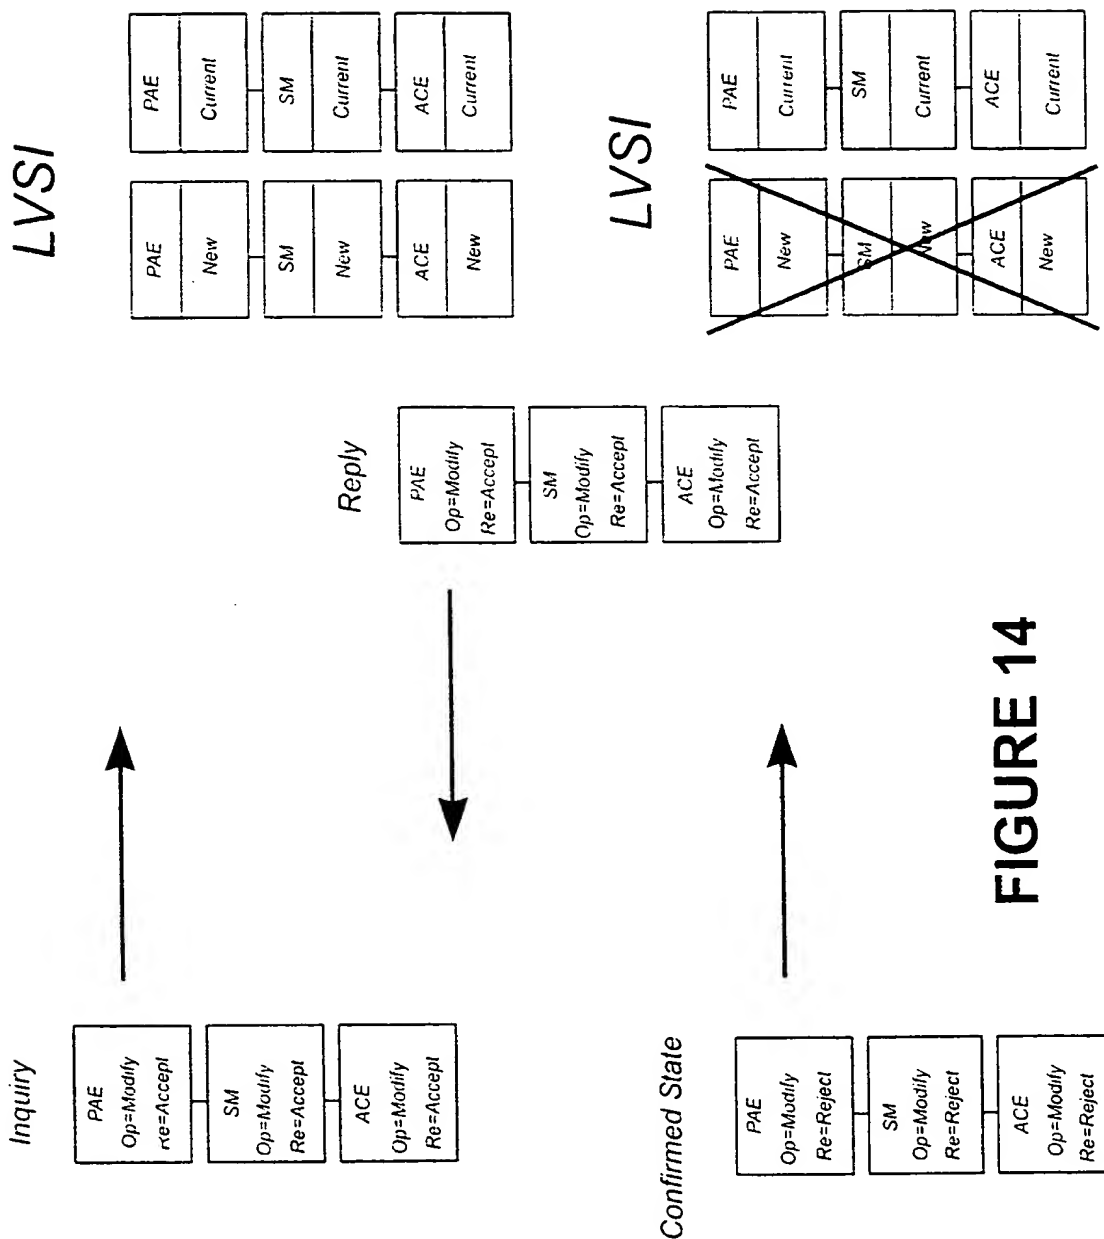 Inquiry
PAE
Op=Modify
Re=Accept
SM
Op=Modify
Re=Accept
ACE
Op=Modify
Re=Accept
LVSI
PAE
New
SM
New
ACE
New
PAE
Current
SM
Current
ACE
Current
Reply
PAE
Op=Modify
Re=Accept
SM
Op=Modify
Re=Accept
ACE
Op=Modify
Re=Accept
Confirmed State
PAE
Op=Modify
Re=Reject
SM
Op=Modify
Re=Reject
ACE
Op=Modify
Re=Reject
LVSI
PAE
New
SM
New
ACE
New
PAE
Current
SM
Current
ACE
Current
FIGURE 14